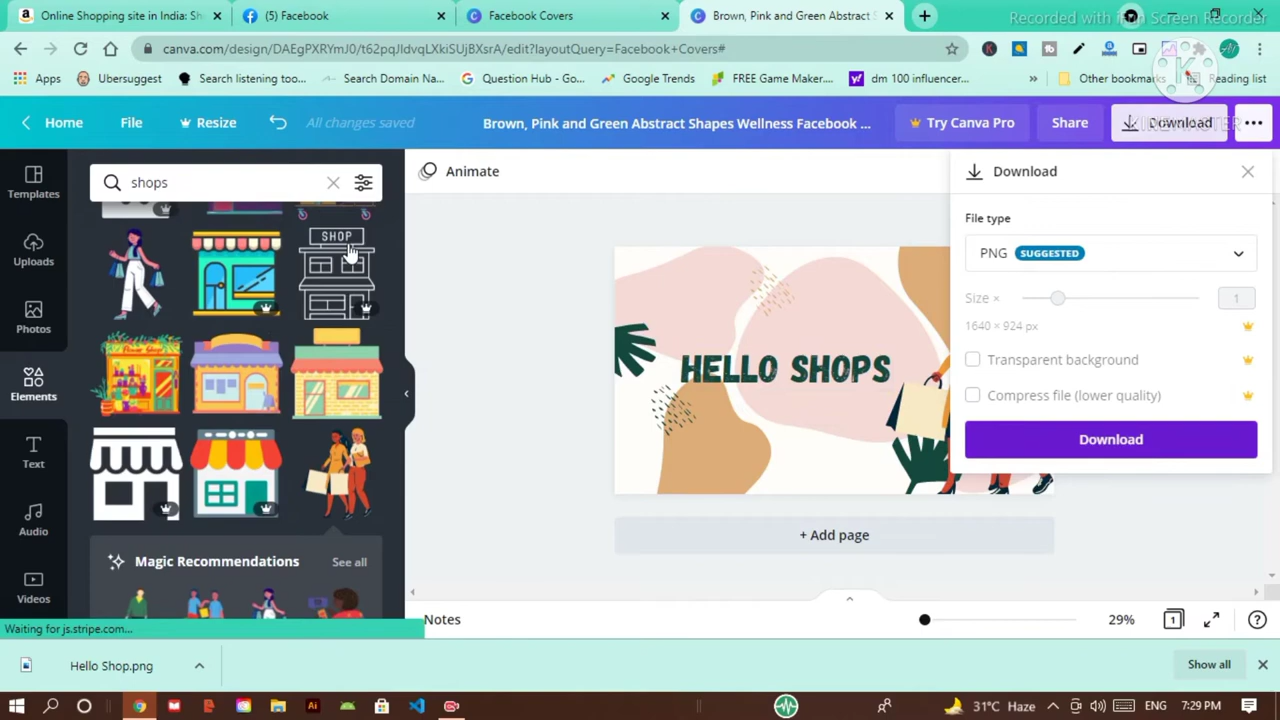 Online Shopping site in India: Sh
(5) Facebook
Facebook Covers
Brown, Pink and Green Abstract S
Recorded with
Screen Recorder
canva.com/design/DAEgPXRYmJ0/t62pqJIdvqLXkiSUjBXsrA/edit?layoutQuery=Facebook+Covers#
Apps
Ubersuggest
Search listening too...
Search Domain Na...
Question Hub - Go...
Google Trends
FREE Game Maker....
dm 100 influencer...
Other bookmarks
Reading list
Home
File
Resize
All changes saved
Brown, Pink and Green Abstract Shapes Wellness Facebook ...
Try Canva Pro
Share
Download
Templates
Uploads
Photos
Elements
Text
Audio
Videos
shops
SHOP
Magic Recommendations
See all
Animate
HELLO SHOPS
+ Add page
Download
File type
PNG SUGGESTED
Size ×
1
1640 × 924 px
Transparent background
Compress file (lower quality)
Download
Waiting for js.stripe.com...
Notes
29%
1
Hello Shop.png
Show all
31°C Haze
ENG
7:29 PM